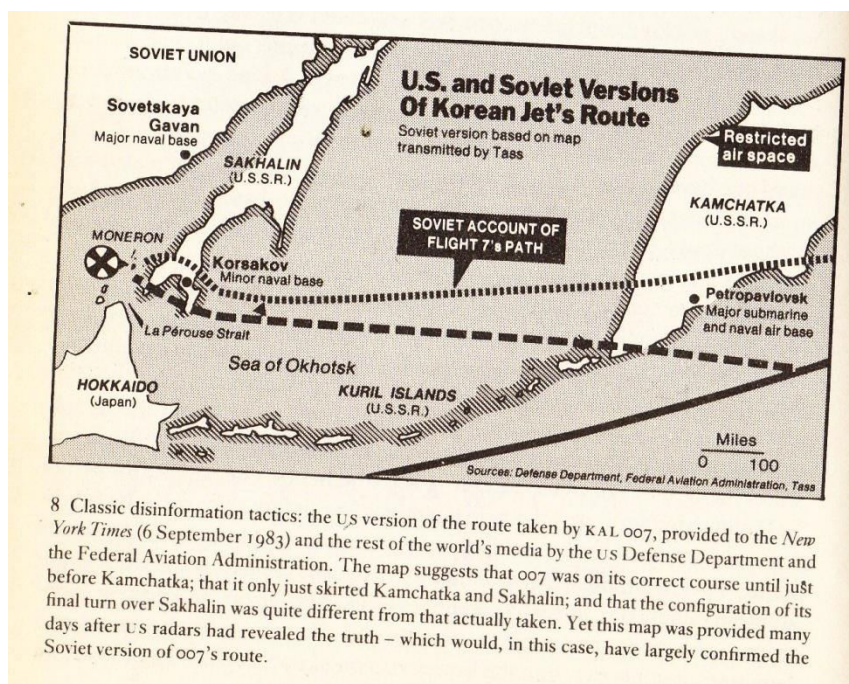 SOVIET UNION
Sovetskaya
Gavan
Major naval base
SAKHALIN
(U.S.S.R.)
U.S. and Soviet Versions
Of Korean Jet's Route
Soviet version based on map
transmitted by Tass
Restricted
air space
KAMCHATKA
(U.S.S.R.)
SOVIET ACCOUNT OF
FLIGHT 7's PATH
MONERON
Korsakov
Minor naval base
Petropavlovsk
Major submarine
and naval air base
La Pérouse Strait
Sea of Okhotsk
HOKKAIDO
(Japan)
KURIL ISLANDS
(U.S.S.R.)
Miles
0 100
Sources: Defense Department, Federal Aviation Administration, Tass
8 Classic disinformation tactics: the US version of the route taken by KAL 007, provided to the New
York Times (6 September 1983) and the rest of the world's media by the US Defense Department and
the Federal Aviation Administration. The map suggests that 007 was on its correct course until just
before Kamchatka; that it only just skirted Kamchatka and Sakhalin; and that the configuration of its
final turn over Sakhalin was quite different from that actually taken. Yet this map was provided many
days after US radars had revealed the truth – which would, in this case, have largely confirmed the
Soviet version of 007's route.